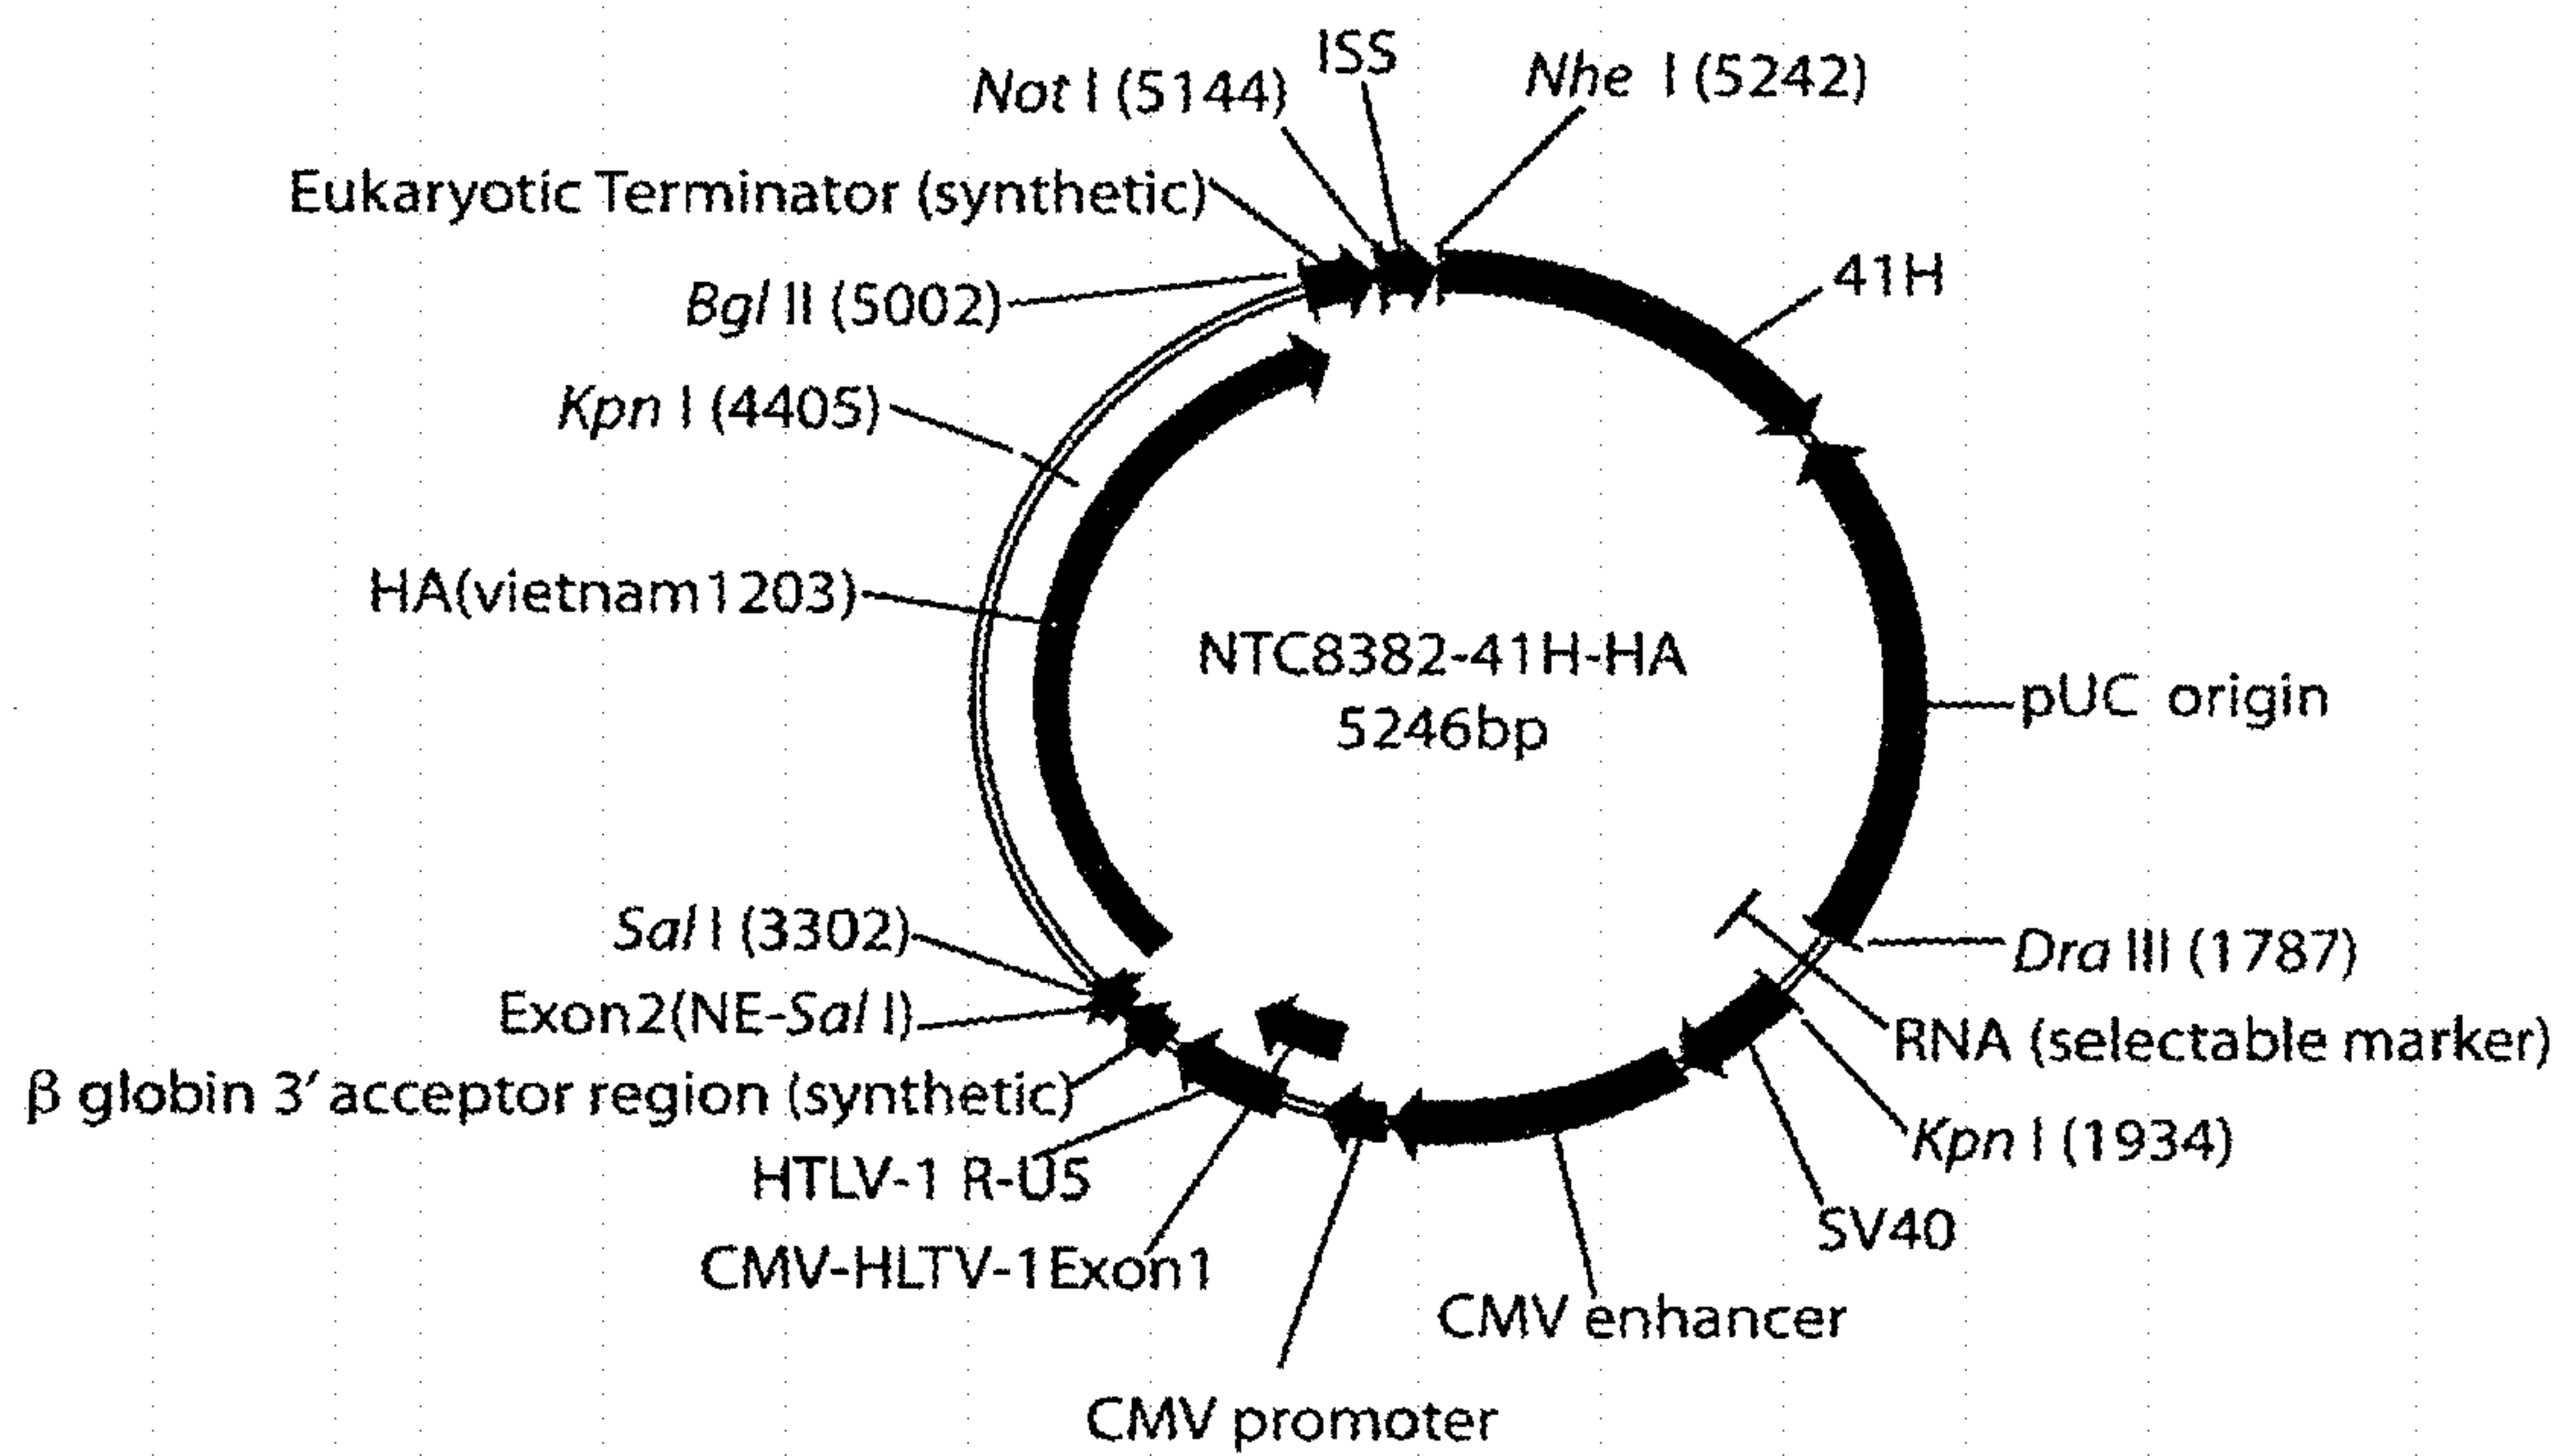 ISS
Not I (5144)
Nhe I (5242)
Eukaryotic Terminator (synthetic)
41H
Bgl II (5002)
Kpn I (4405)
HA(vietnam1203)
NTC8382-41H-HA
5246bp
pUC origin
Sal I (3302)
Dra III (1787)
Exon2(NE-Sal I)
RNA (selectable marker)
β globin 3′ acceptor region (synthetic)
Kpn I (1934)
HTLV-1 R-U5
SV40
CMV-HLTV-1Exon1
CMV enhancer
CMV promoter